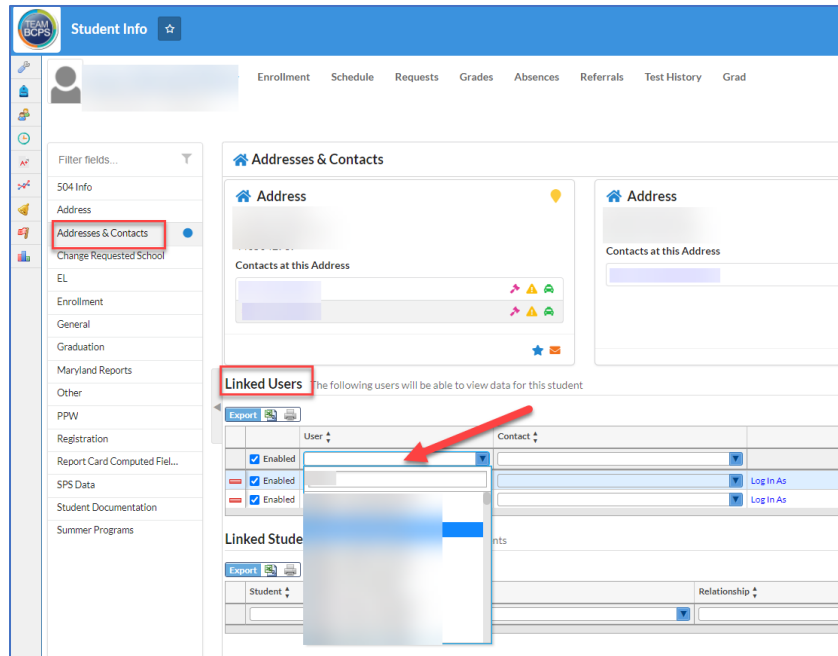 TEAM
BCPS
Student Info
Enrollment Schedule Requests Grades Absences Referrals Test History Grad
Filter fields...
504 Info
Address
Addresses & Contacts
Change Requested School
EL
Enrollment
General
Graduation
Maryland Reports
Other
PPW
Registration
Report Card Computed Fiel...
SPS Data
Student Documentation
Summer Programs
Addresses & Contacts
Address
Contacts at this Address
Address
Contacts at this Address
Linked Users The following users will be able to view data for this student
Export
User Contact
Enabled
Enabled Log In As
Enabled Log In As
Linked Stude nts
Export
Student Relationship